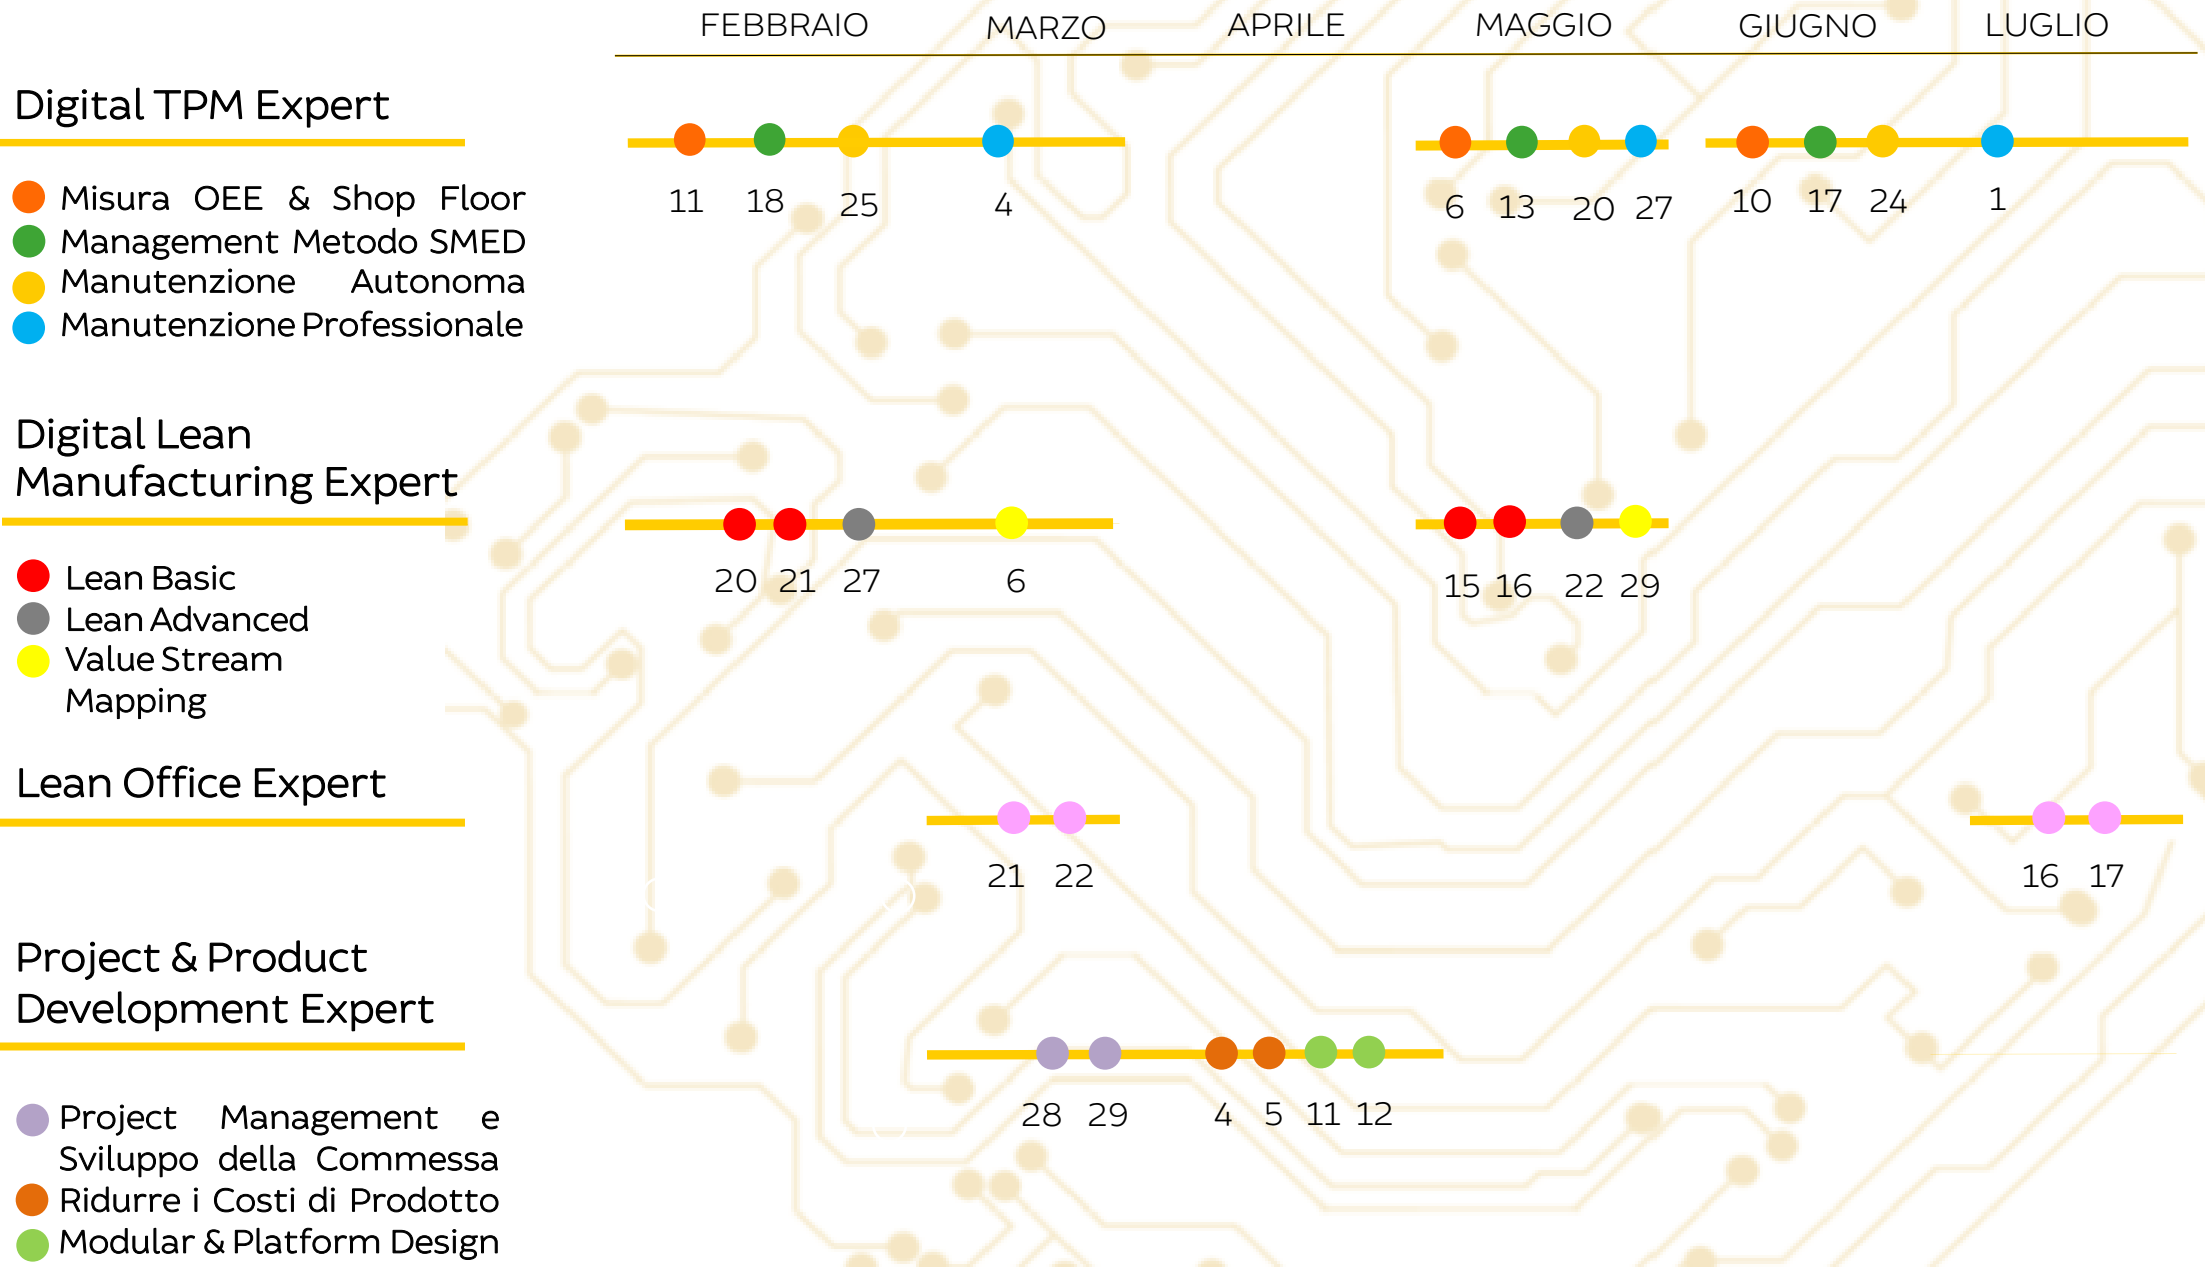 FEBBRAIO MARZO APRILE MAGGIO GIUGNO LUGLIO
Digital TPM Expert
11 18 25 4 6 13 20 27 10 17 24 1
Misura OEE & Shop Floor
Management Metodo SMED
Manutenzione Autonoma
Manutenzione Professionale
Digital Lean
Manufacturing Expert
20 21 27 6 15 16 22 29
Lean Basic
Lean Advanced
Value Stream
Mapping
Lean Office Expert
21 22 16 17
Project & Product
Development Expert
28 29 4 5 11 12
Project Management e
Sviluppo della Commessa
Ridurre i Costi di Prodotto
Modular & Platform Design